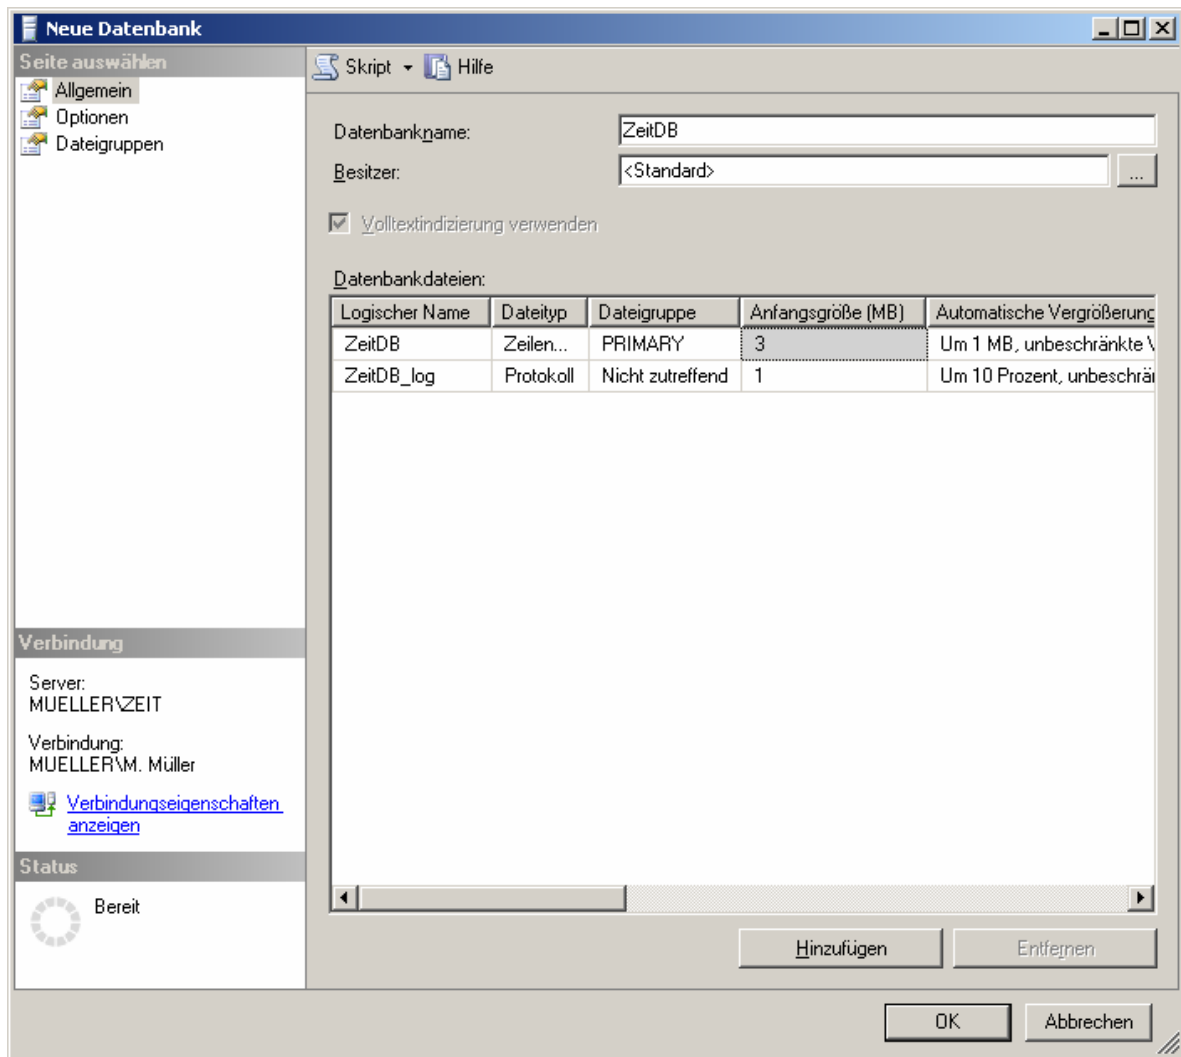 Neue Datenbank
Seite auswählen
Allgemein
Optionen
Dateigruppen
Skript
Hilfe
Datenbankname:
ZeitDB
Besitzer:
<Standard>
...
Volltextindizierung verwenden
Datenbankdateien:
Logischer Name Dateityp Dateigruppe Anfangsgröße (MB) Automatische Vergrößerung
ZeitDB Zeilen... PRIMARY 3 Um 1 MB, unbeschränkte
ZeitDB_log Protokoll Nicht zutreffend 1 Um 10 Prozent, unbeschrä
Verbindung
Server:
MUELLER\ZEIT
Verbindung:
MUELLER\M. Müller
Verbindungseigenschaften
anzeigen
Status
Bereit
Hinzufügen
Entfernen
OK
Abbrechen